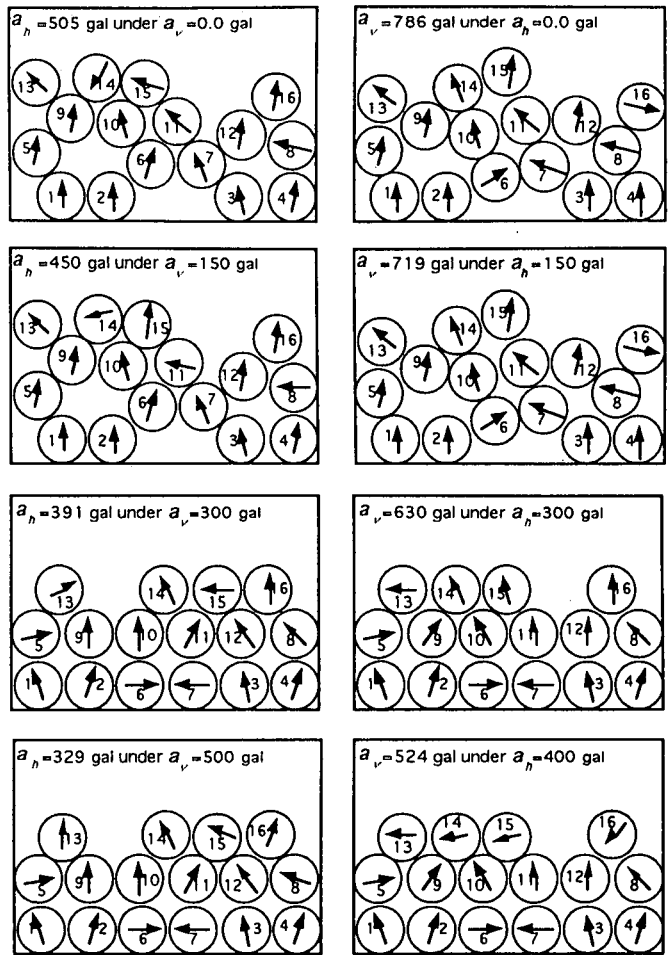 a_h=505 gal under a_v=0.0 gal
13 14 15 16
9 10 11 12
5 6 7 8
1 2 3 4
a_v=786 gal under a_h=0.0 gal
15
13 14 16
9 10 11 12
5 6 7 8
1 2 3 4
a_h=450 gal under a_v=150 gal
13 14 15 16
9 10 11 12
5 6 7 8
1 2 3 4
a_v=719 gal under a_h=150 gal
15
13 14 16
9 10 11 12
5 6 7 8
1 2 3 4
a_h=391 gal under a_v=300 gal
13 14 15 16
5 9 10 11 12 8
1 2 6 7 3 4
a_v=630 gal under a_h=300 gal
13 14 15 16
5 9 10 11 12 8
1 2 6 7 3 4
a_h=329 gal under a_v=500 gal
13 14 15 16
5 9 10 11 12 8
2 6 7 3 4
a_v=524 gal under a_h=400 gal
13 14 15 16
5 9 10 11 12 8
1 2 6 7 3 4